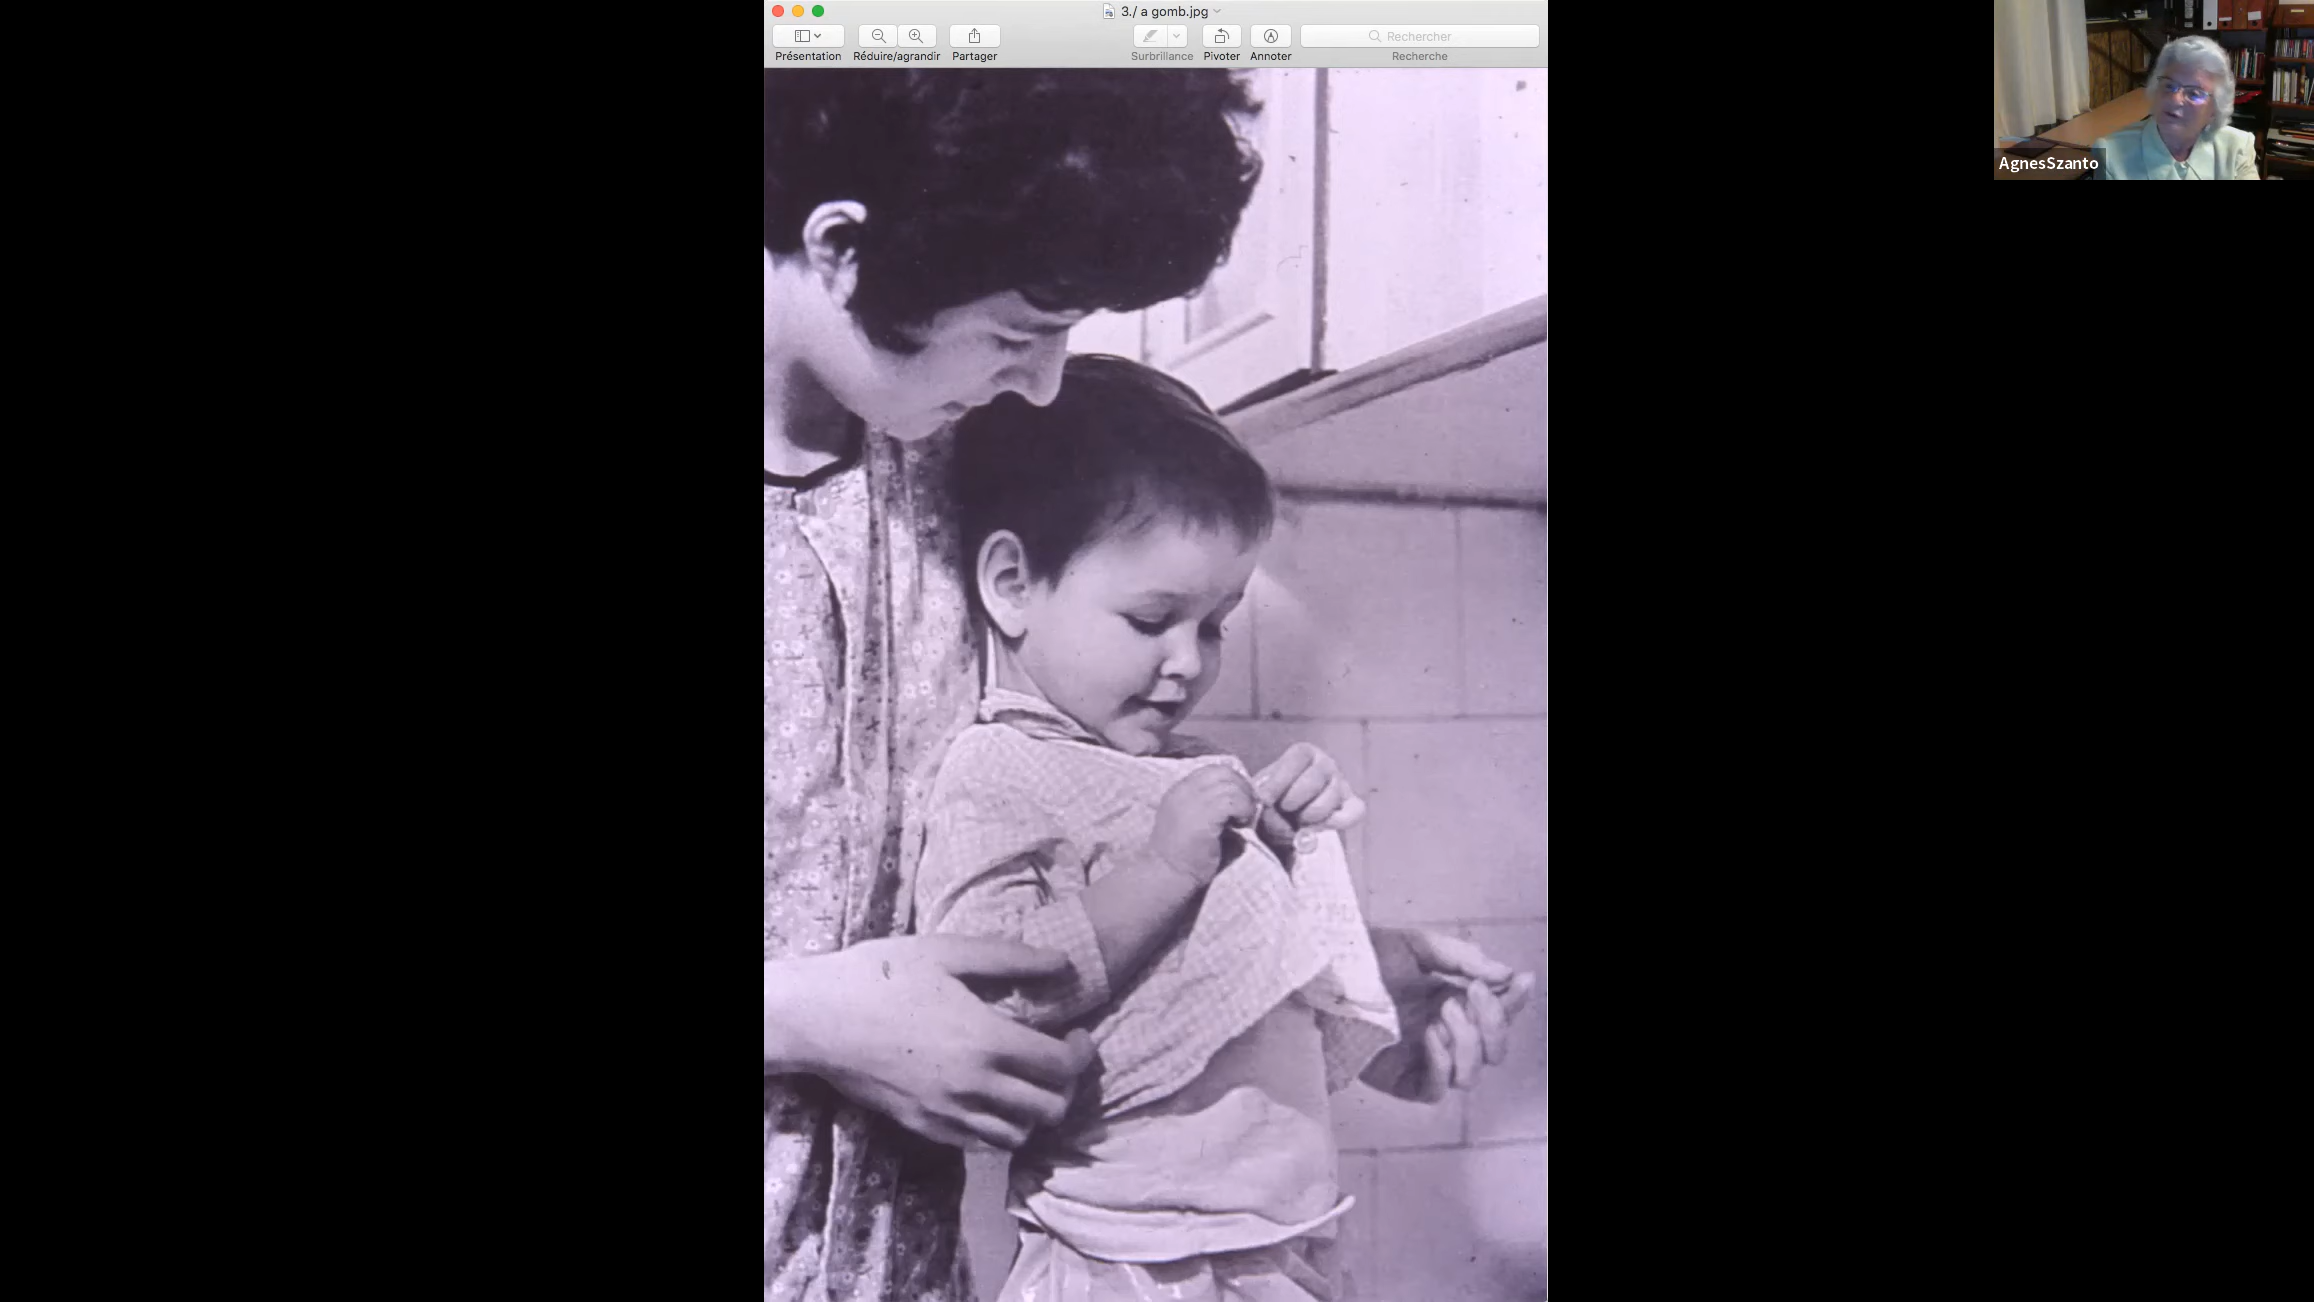 3./ a gomb.jpg
Rechercher
Présentation
Réduire/agrandir
Partager
Surbrillance
Pivoter
Annoter
Recherche
AgnesSzanto